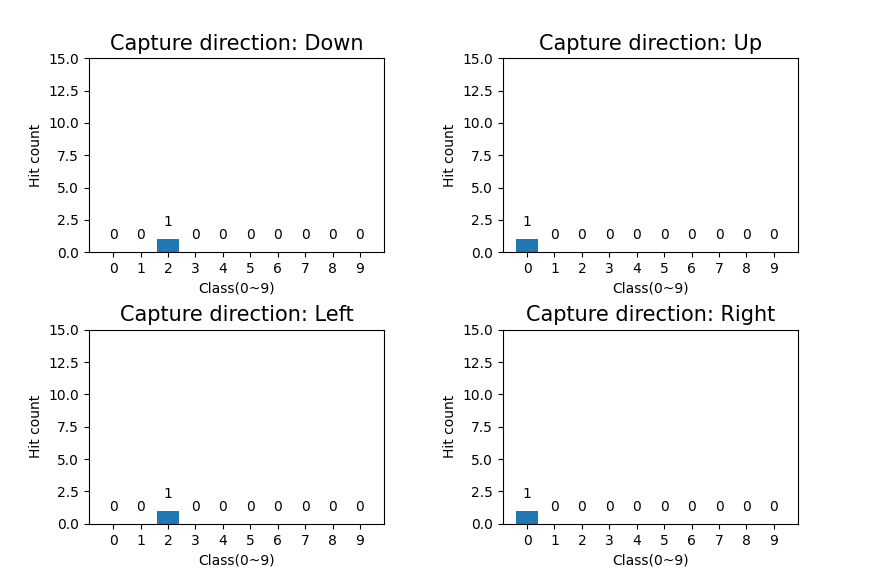 Capture direction: Down
15.0
12.5
10.0
7.5
5.0
2.5
0.0
Hit count
0 0 1 0 0 0 0 0 0 0
0 1 2 3 4 5 6 7 8 9
Class(0~9)
Capture direction: Up
15.0
12.5
10.0
7.5
5.0
2.5
0.0
Hit count
1 0 0 0 0 0 0 0 0 0
0 1 2 3 4 5 6 7 8 9
Class(0~9)
Capture direction: Left
15.0
12.5
10.0
7.5
5.0
2.5
0.0
Hit count
0 0 1 0 0 0 0 0 0 0
0 1 2 3 4 5 6 7 8 9
Class(0~9)
Capture direction: Right
15.0
12.5
10.0
7.5
5.0
2.5
0.0
Hit count
1 0 0 0 0 0 0 0 0 0
0 1 2 3 4 5 6 7 8 9
Class(0~9)